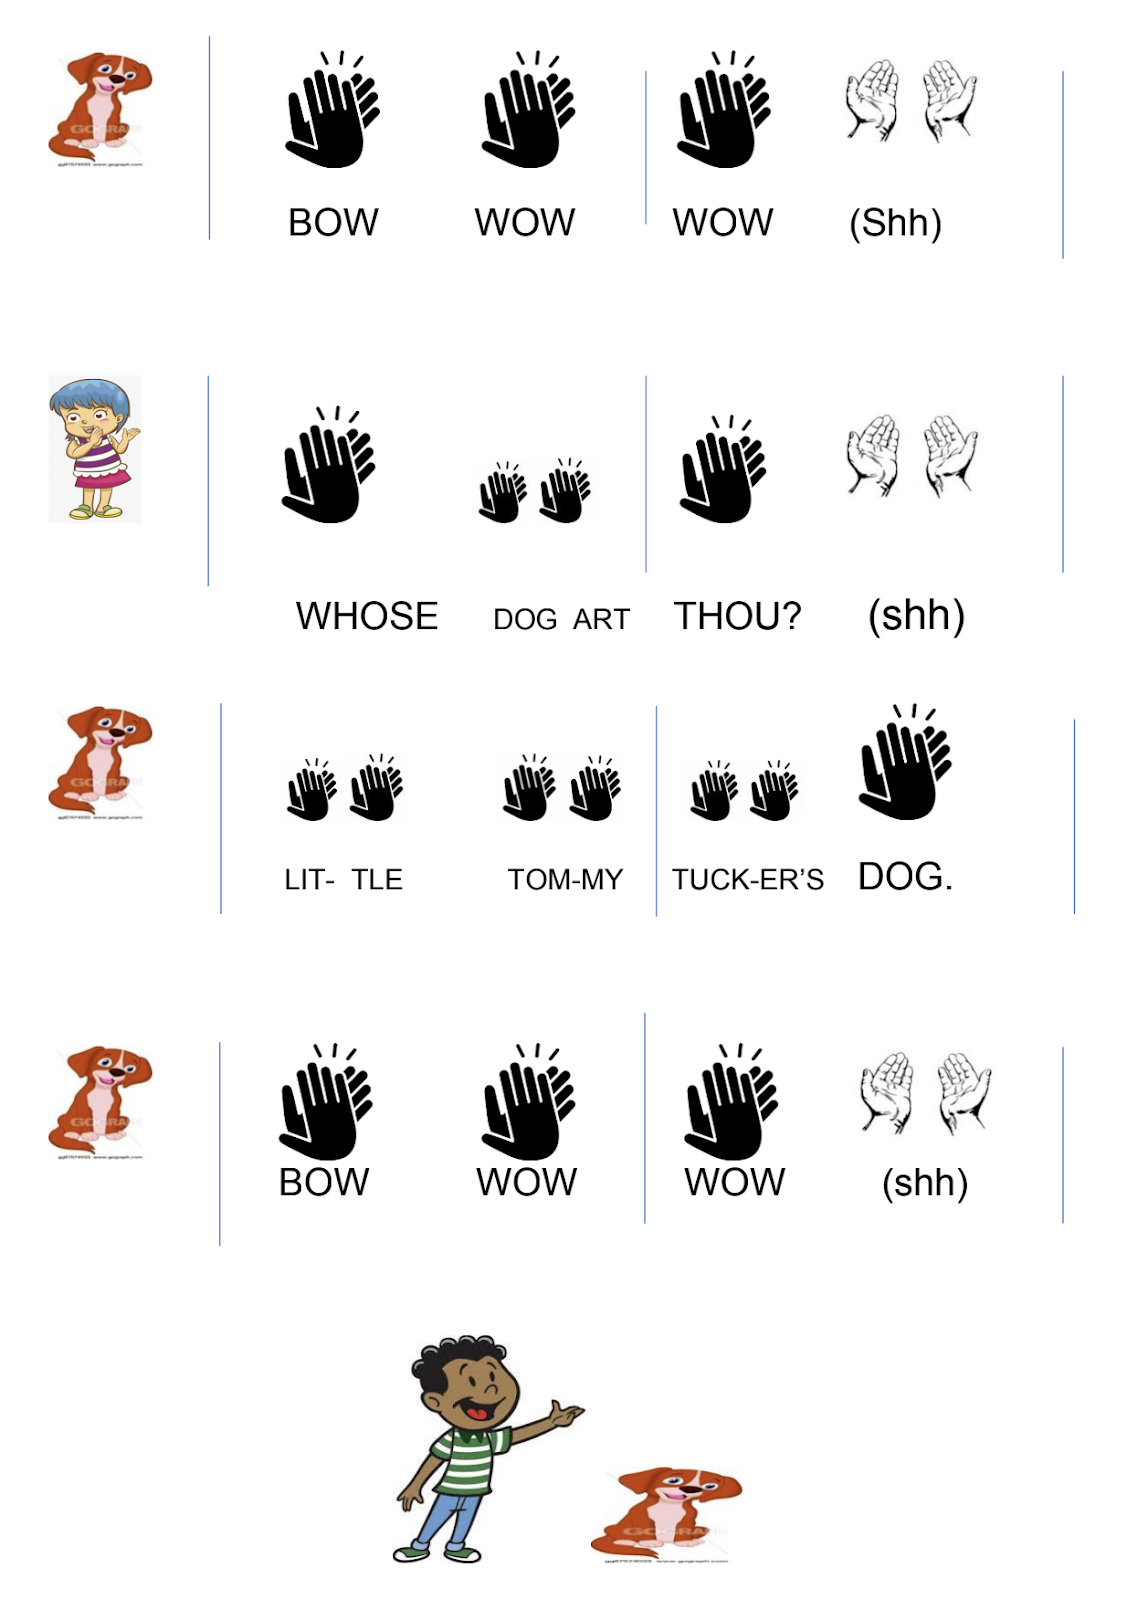 BOW WOW WOW (Shh)
WHOSE DOG ART THOU? (shh)
LIT- TLE TOM-MY TUCK-ER’S DOG.
BOW WOW WOW (shh)